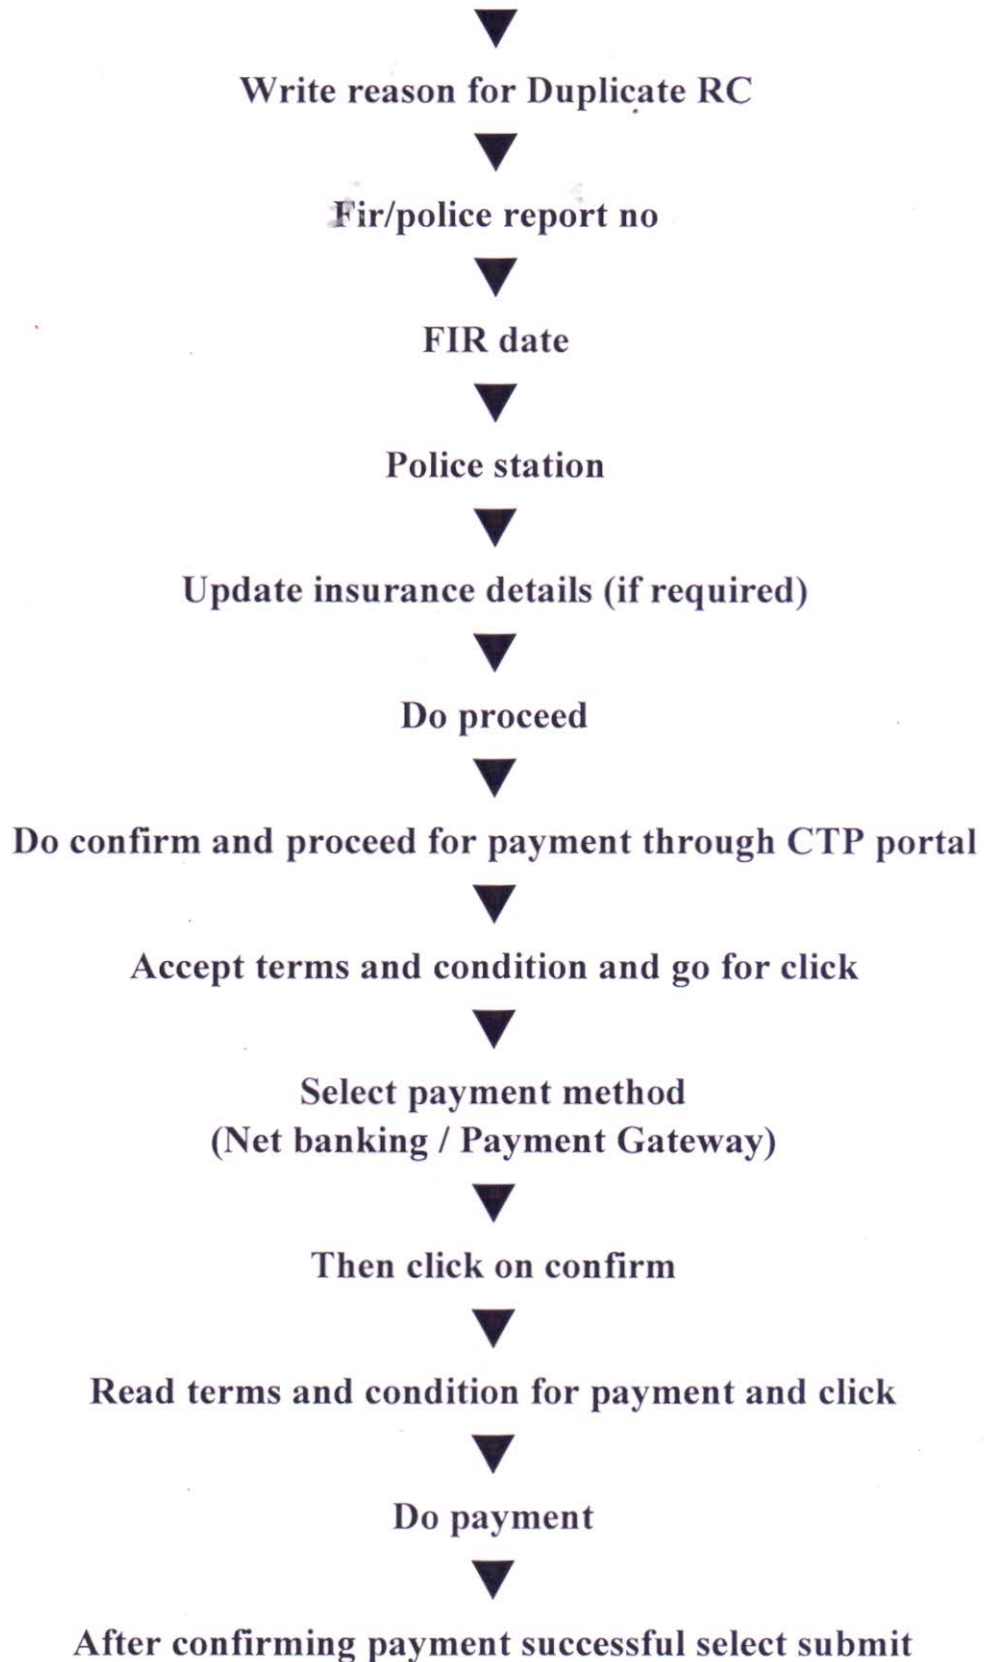 Write reason for Duplicate RC
Fir/police report no
FIR date
Police station
Update insurance details (if required)
Do proceed
Do confirm and proceed for payment through CTP portal
Accept terms and condition and go for click
Select payment method
(Net banking / Payment Gateway)
Then click on confirm
Read terms and condition for payment and click
Do payment
After confirming payment successful select submit